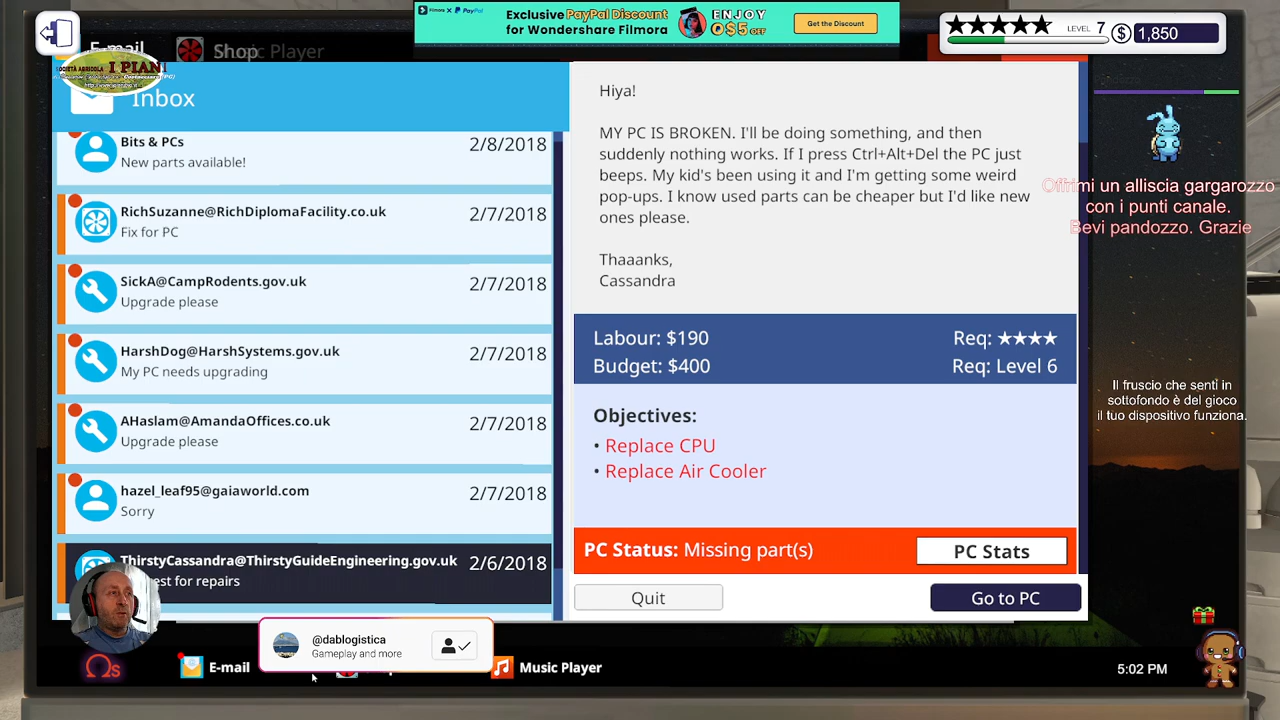 Exclusive PayPal Discount
for Wondershare Filmora
ENJOY
$5 OFF
Get the Discount
LEVEL 7
$ 1,850
E-mail
Shop
c Player
I PIAN
Inbox
Bits & PCs
New parts available!
2/8/2018
RichSuzanne@RichDiplomaFacility.co.uk
Fix for PC
2/7/2018
SickA@CampRodents.gov.uk
Upgrade please
2/7/2018
HarshDog@HarshSystems.gov.uk
My PC needs upgrading
2/7/2018
AHaslam@AmandaOffices.co.uk
Upgrade please
2/7/2018
hazel_leaf95@gaiaworld.com
Sorry
2/7/2018
ThirstyCassandra@ThirstyGuideEngineering.gov.uk
est for repairs
2/6/2018
Hiya!
MY PC IS BROKEN. I'll be doing something, and then
suddenly nothing works. If I press Ctrl+Alt+Del the PC just
beeps. My kid's been using it and I'm getting some weird
pop-ups. I know used parts can be cheaper but I'd like new
ones please.
Thaaanks,
Cassandra
Labour: $190
Req: ★★★★
Budget: $400
Req: Level 6
Objectives:
• Replace CPU
• Replace Air Cooler
PC Status: Missing part(s)
PC Stats
Quit
Go to PC
Offrimi un alliscia gargarozzo
con i punti canale.
Bevi pandozzo. Grazie
Il fruscio che senti in
sottofondo è del gioco
il tuo dispositivo funziona.
@dablogistica
Gameplay and more
E-mail
Music Player
5:02 PM